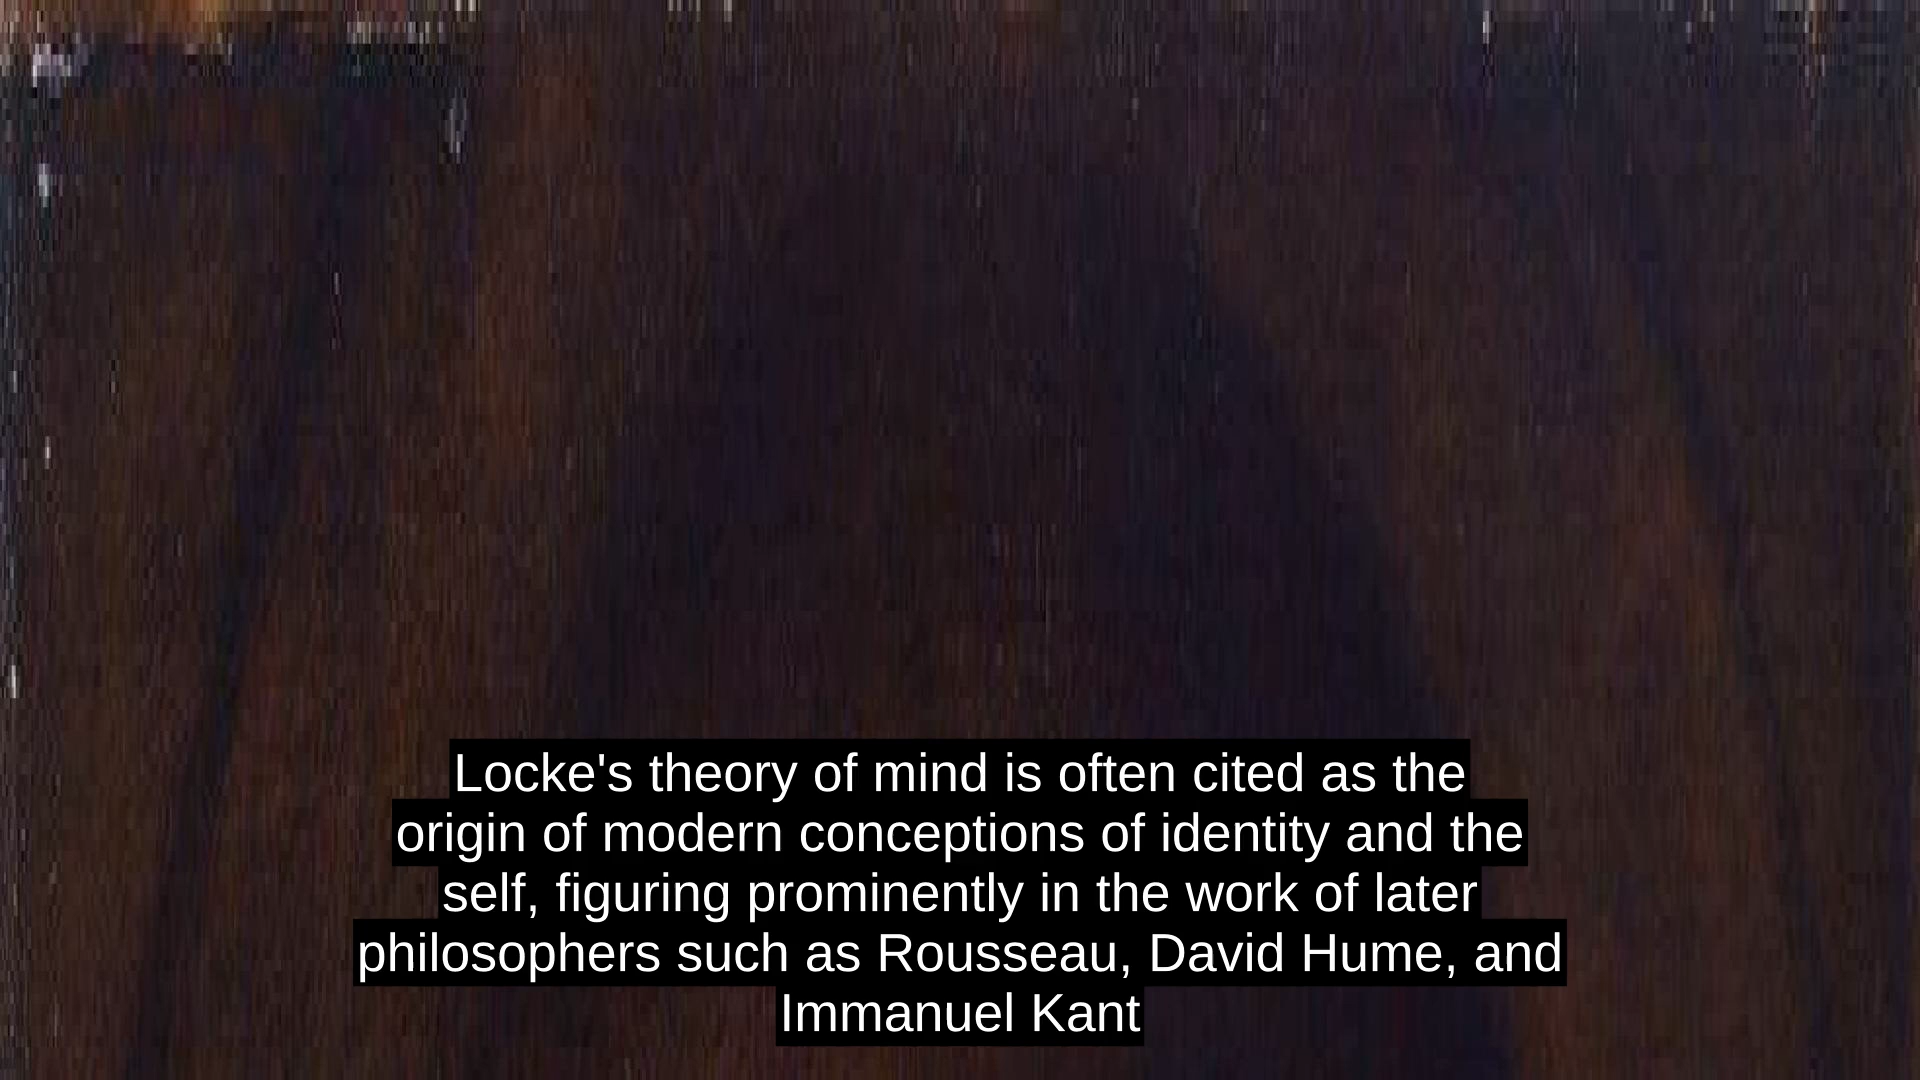 Locke's theory of mind is often cited as the
origin of modern conceptions of identity and the
self, figuring prominently in the work of later
philosophers such as Rousseau, David Hume, and
Immanuel Kant